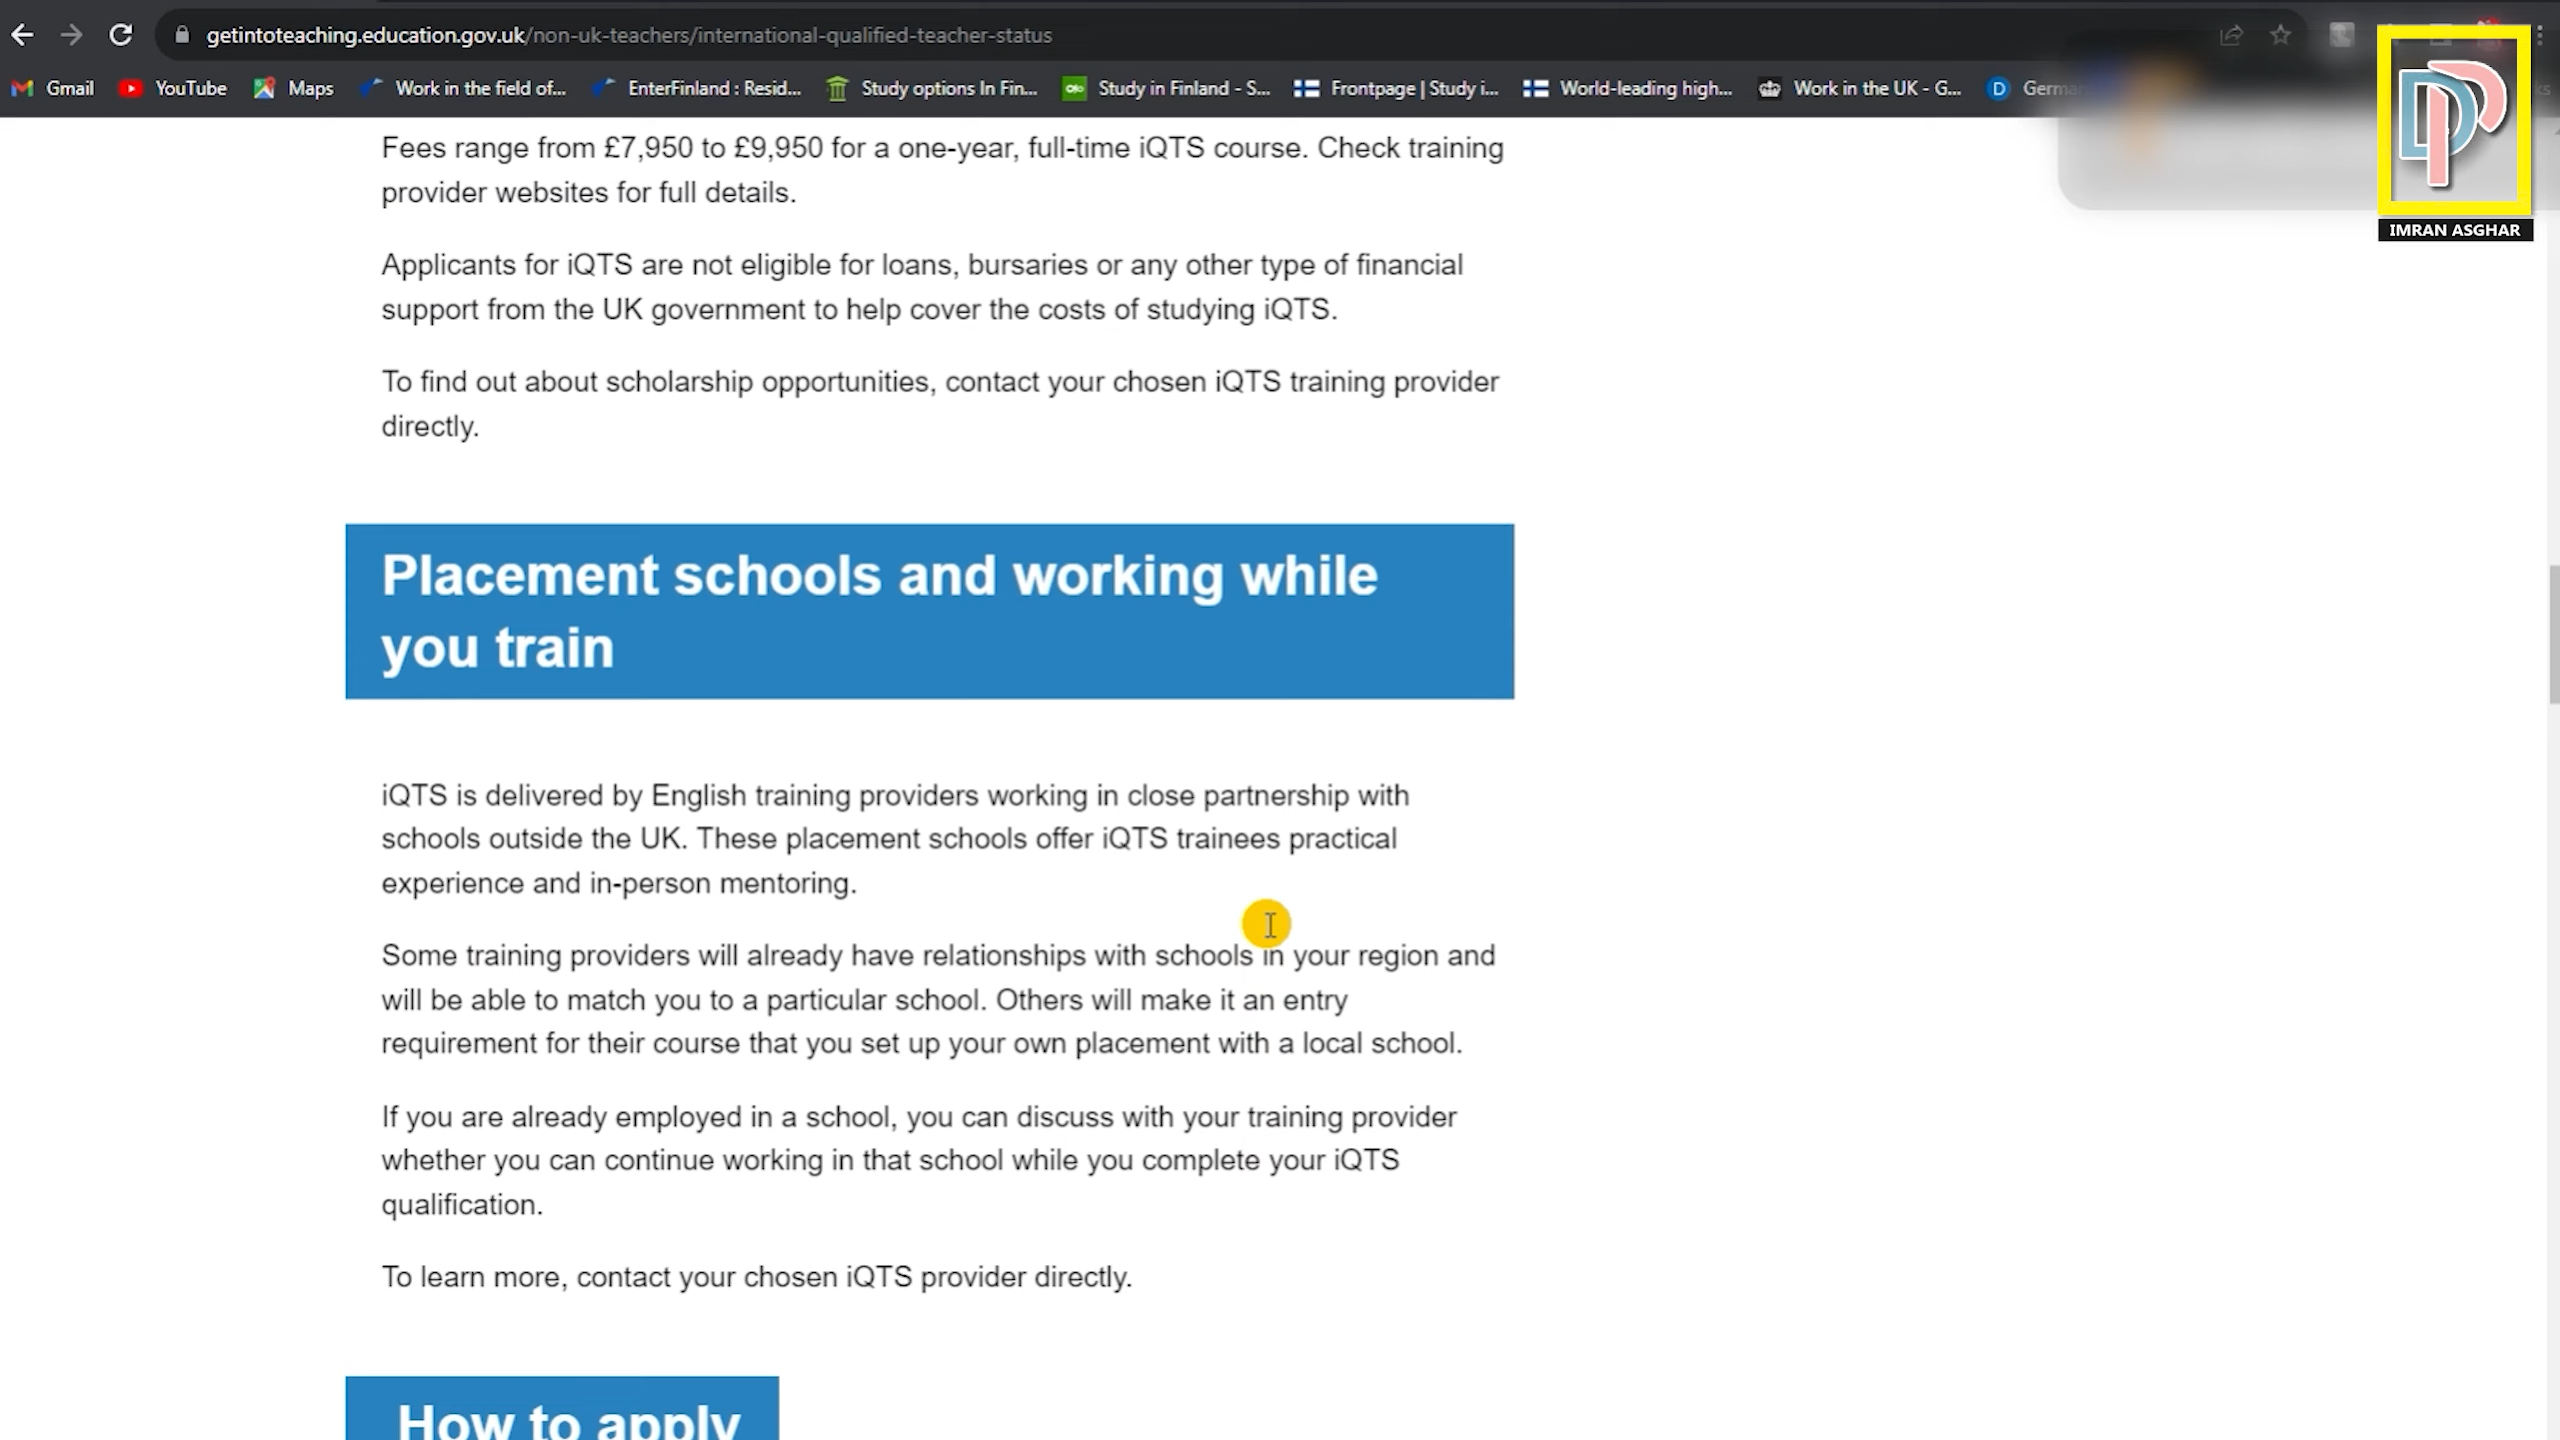 getintoteaching.education.gov.uk/non-uk-teachers/international-qualified-teacher-status
Gmail YouTube Maps Work in the field of... EnterFinland : Resid... Study options In Fin... Study in Finland - S... Frontpage | Study i... World-leading high... Work in the UK - G... Germa
IMRAN ASGHAR
Fees range from £7,950 to £9,950 for a one-year, full-time iQTS course. Check training
provider websites for full details.
Applicants for iQTS are not eligible for loans, bursaries or any other type of financial
support from the UK government to help cover the costs of studying iQTS.
To find out about scholarship opportunities, contact your chosen iQTS training provider
directly.
Placement schools and working while
you train
iQTS is delivered by English training providers working in close partnership with
schools outside the UK. These placement schools offer iQTS trainees practical
experience and in-person mentoring.
Some training providers will already have relationships with schools in your region and
will be able to match you to a particular school. Others will make it an entry
requirement for their course that you set up your own placement with a local school.
If you are already employed in a school, you can discuss with your training provider
whether you can continue working in that school while you complete your iQTS
qualification.
To learn more, contact your chosen iQTS provider directly.
How to apply